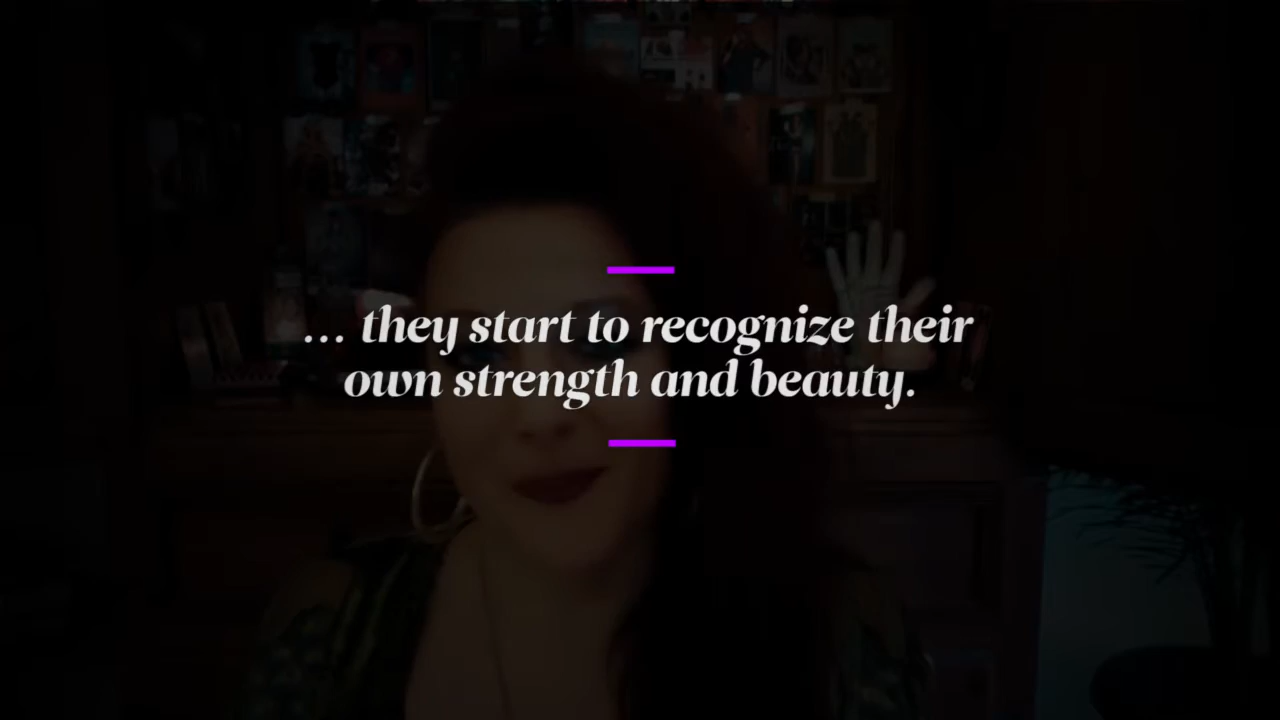 ... they start to recognize their
own strength and beauty.